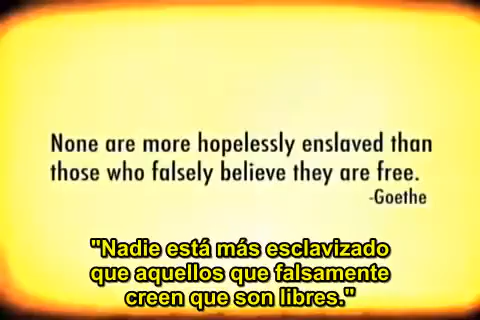 None are more hopelessly enslaved than
those who falsely believe they are free.
-Goethe
"Nadie está más esclavizado
que aquellos que falsamente
creen que son libres."